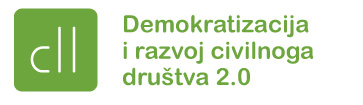 cll
Demokratizacija
i razvoj civilnoga
društva 2.0